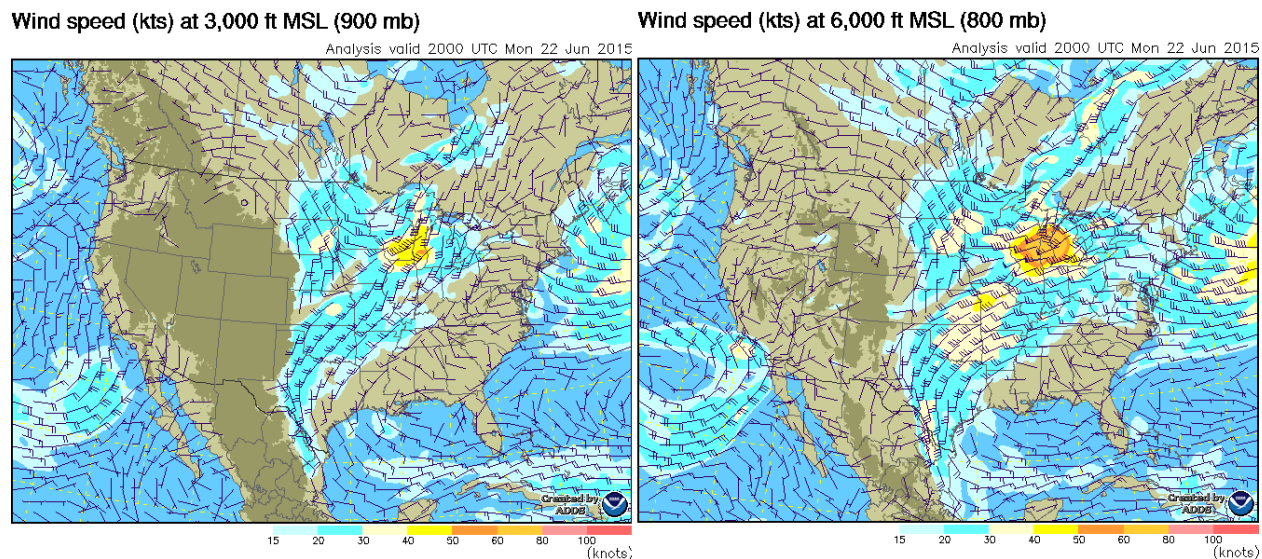 Wind speed (kts) at 3,000 ft MSL (900 mb)
Analysis valid 2000 UTC Mon 22 Jun 2015
Created by
ADDS
15 20 30 40 50 60 80 100
(knots)
Wind speed (kts) at 6,000 ft MSL (800 mb)
Analysis valid 2000 UTC Mon 22 Jun 2015
Created by
ADDS
15 20 30 40 50 60 80 100
(knots)